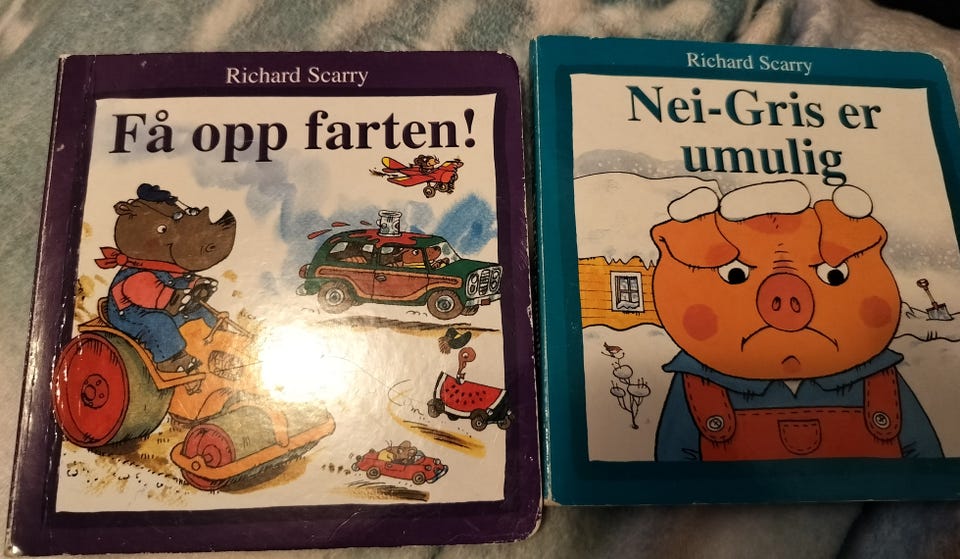 Richard Scarry
Få opp farten!
Richard Scarry
Nei-Gris er
umulig